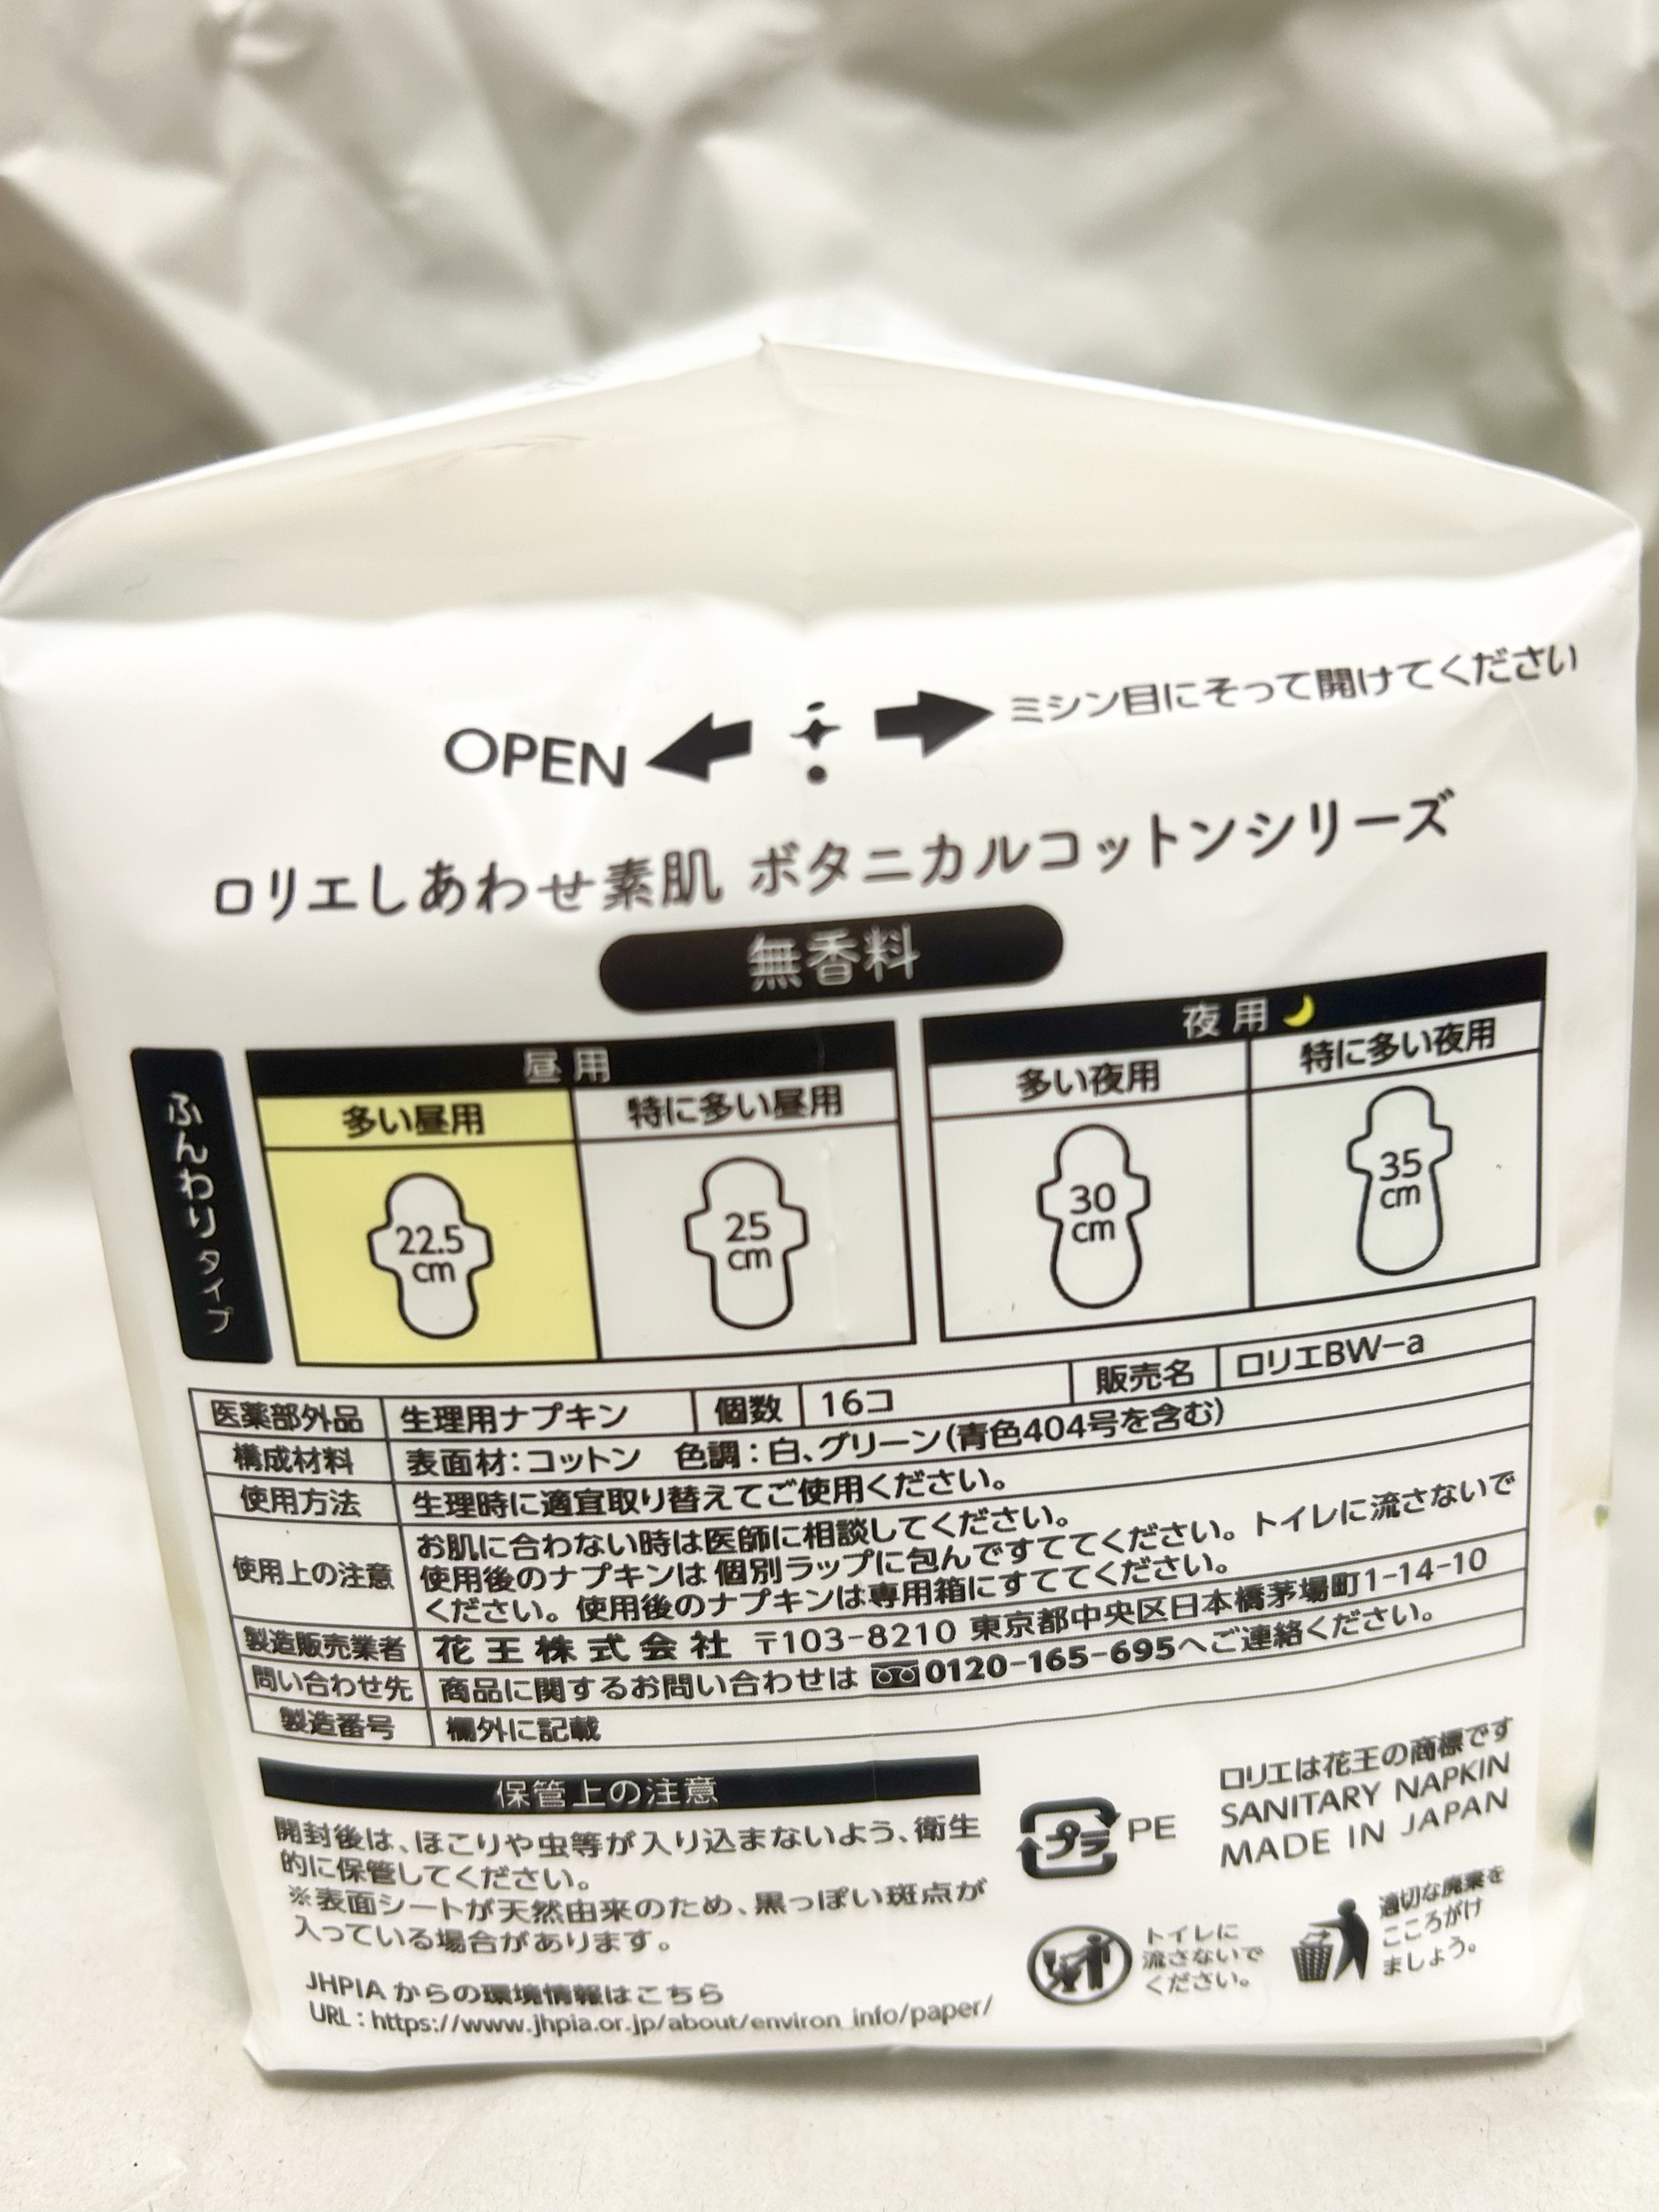 OPEN ミシン目にそって開けてください
ロリエしあわせ素肌 ボタニカルコットンシリーズ
無香料
ふんわりタイプ
昼用
多い昼用
22.5
cm
特に多い昼用
25
cm
夜用
多い夜用
30
cm
特に多い夜用
35
cm
医薬部外品 生理用ナプキン 個数 16コ 販売名 ロリエBW-a
構成材料 表面材:コットン 色調:白、グリーン(青色404号を含む)
使用方法 生理時に適宜取り替えてご使用ください。
使用上の注意
お肌に合わない時は医師に相談してください。
使用後のナプキンは個別ラップに包んですててください。トイレに流さないで
ください。使用後のナプキンは専用箱にすててください。
製造販売業者 花王株式会社 〒103-8210 東京都中央区日本橋茅場町1-14-10
問い合わせ先 商品に関するお問い合わせは 0120-165-695へご連絡ください。
製造番号 欄外に記載
保管上の注意
開封後は、ほこりや虫等が入り込まないよう、衛生
的に保管してください。
※表面シートが天然由来のため、黒っぽい斑点が
入っている場合があります。
JHPIA からの環境情報はこちら
URL:https://www.jhpia.or.jp/about/environ_info/paper/
プラ PE
ロリエは花王の商標です
SANITARY NAPKIN
MADE IN JAPAN
トイレに
流さないで
ください。
適切な廃棄を
こころがけ
ましょう。